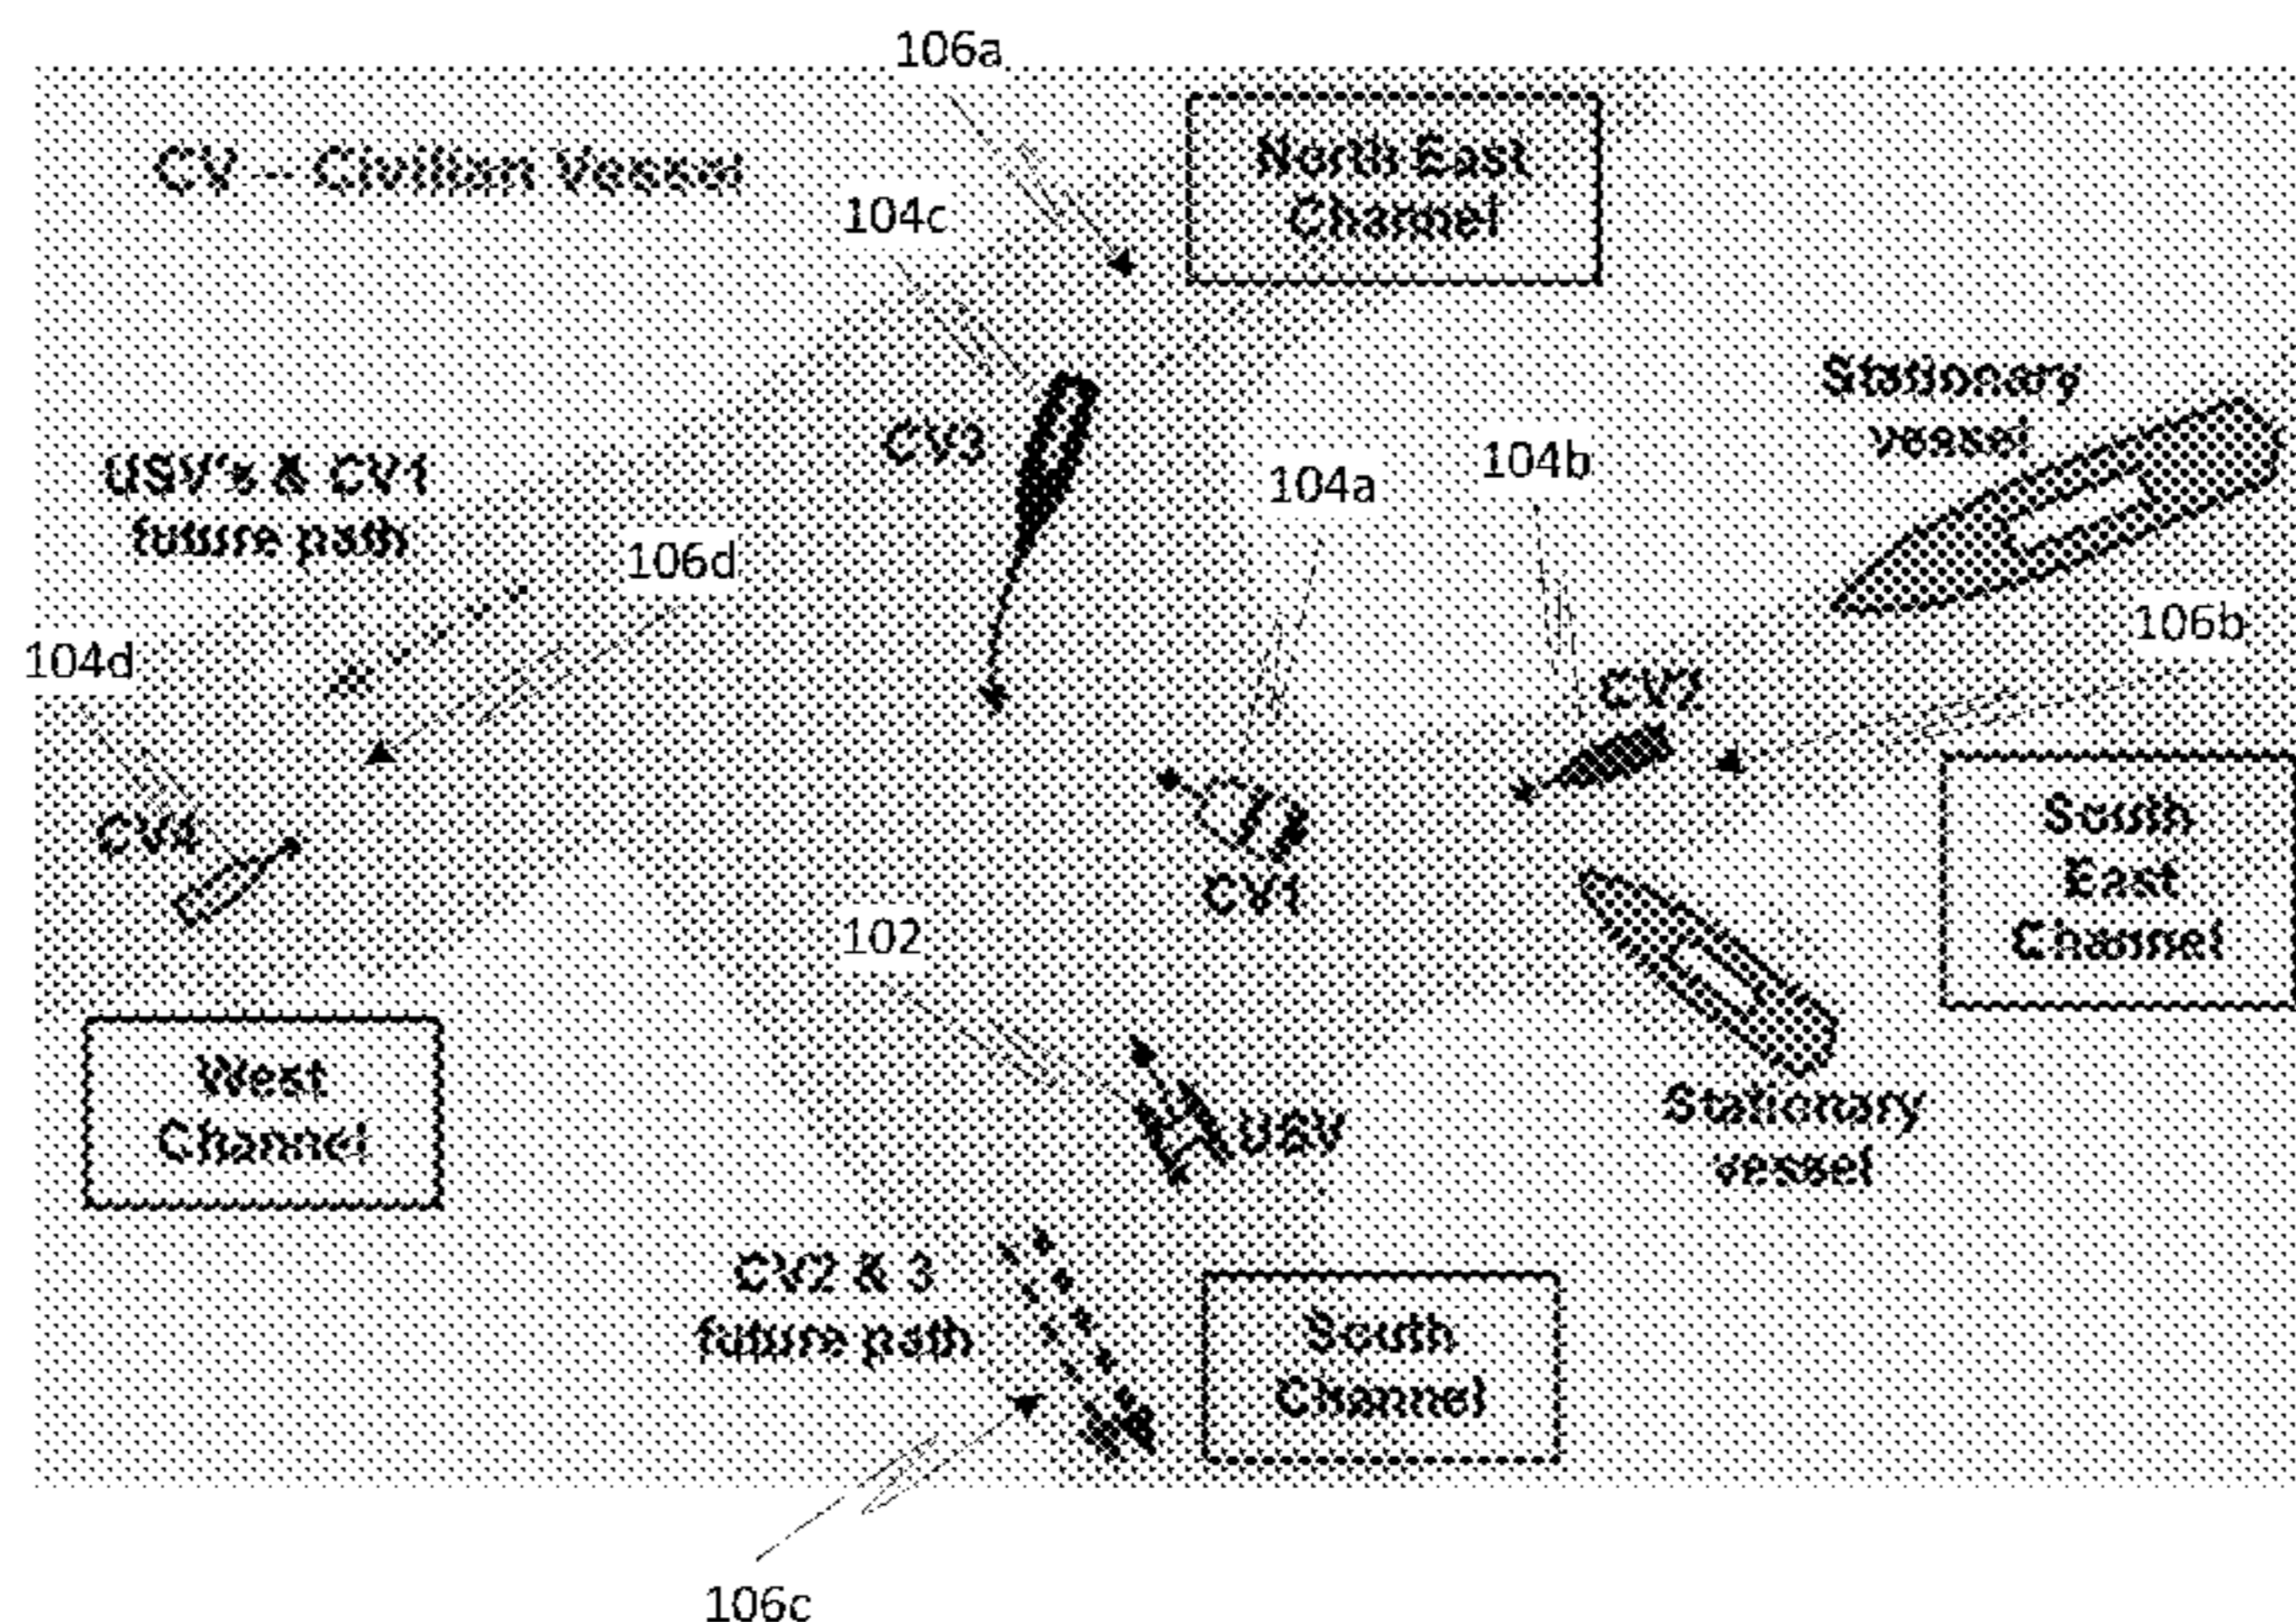 106a
CV – Civilian Vessel
North East
Channel
104c
Stationary
vessel
CV3
104b
104a
USV's & CV1
future path
106d
106b
104d
CV2
CV4
South
East
Channel
CV1
102
West
Channel
USV
Stationary
vessel
CV2 & 3
future path
South
Channel
106c